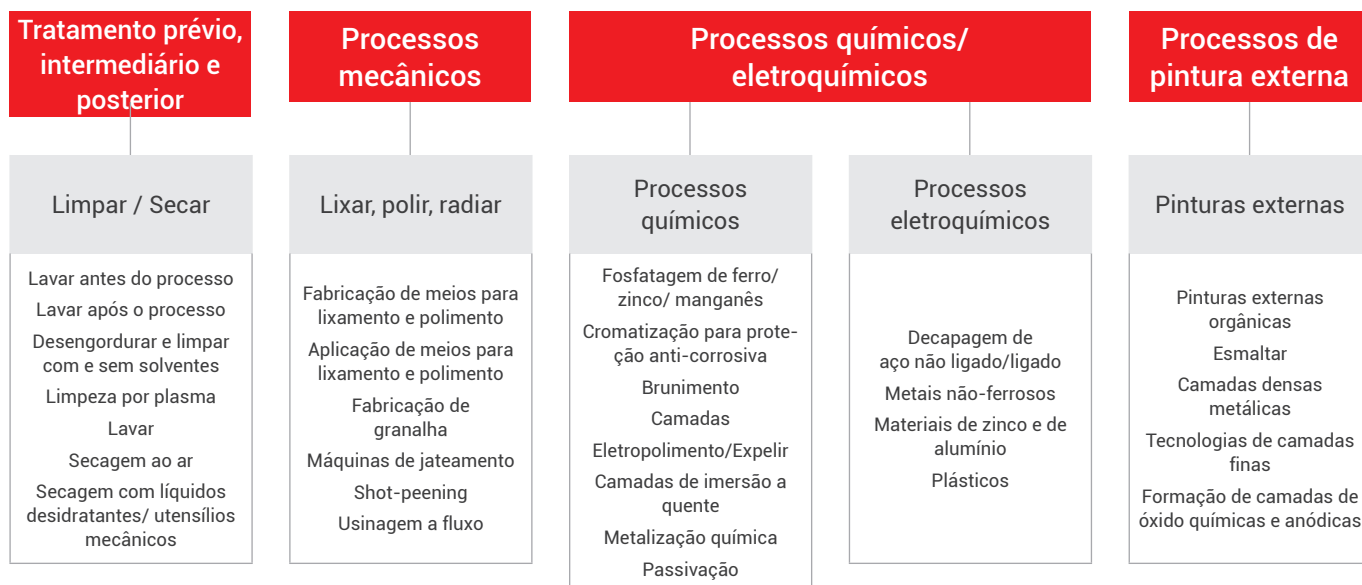 Tratamento prévio,
intermediário e
posterior
Limpar / Secar
Lavar antes do processo
Lavar após o processo
Desengordurar e limpar
com e sem solventes
Limpeza por plasma
Lavar
Secagem ao ar
Secagem com líquidos
desidratantes/ utensílios
mecânicos
Processos
mecânicos
Lixar, polir, radiar
Fabricação de meios para
lixamento e polimento
Aplicação de meios para
lixamento e polimento
Fabricação de
granalha
Máquinas de jateamento
Shot-peening
Usinagem a fluxo
Processos químicos/
eletroquímicos
Processos
químicos
Fosfatagem de ferro/
zinco/ manganês
Cromatização para prote-
ção anti-corrosiva
Brunimento
Camadas
Eletropolimento/Expelir
Camadas de imersão a
quente
Metalização química
Passivação
Processos
eletroquímicos
Decapagem de
aço não ligado/ligado
Metais não-ferrosos
Materiais de zinco e de
alumínio
Plásticos
Processos de
pintura externa
Pinturas externas
Pinturas externas
orgânicas
Esmaltar
Camadas densas
metálicas
Tecnologias de camadas
finas
Formação de camadas de
óxido químicas e anódicas